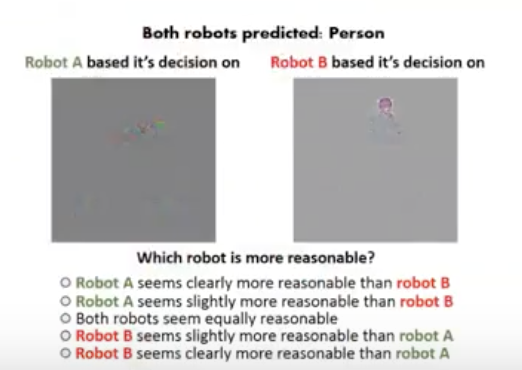 Both robots predicted: Person
Robot A based it's decision on Robot B based it's decision on
Which robot is more reasonable?
Robot A seems clearly more reasonable than robot B
Robot A seems slightly more reasonable than robot B
Both robots seem equally reasonable
Robot B seems slightly more reasonable than robot A
Robot B seems clearly more reasonable than robot A